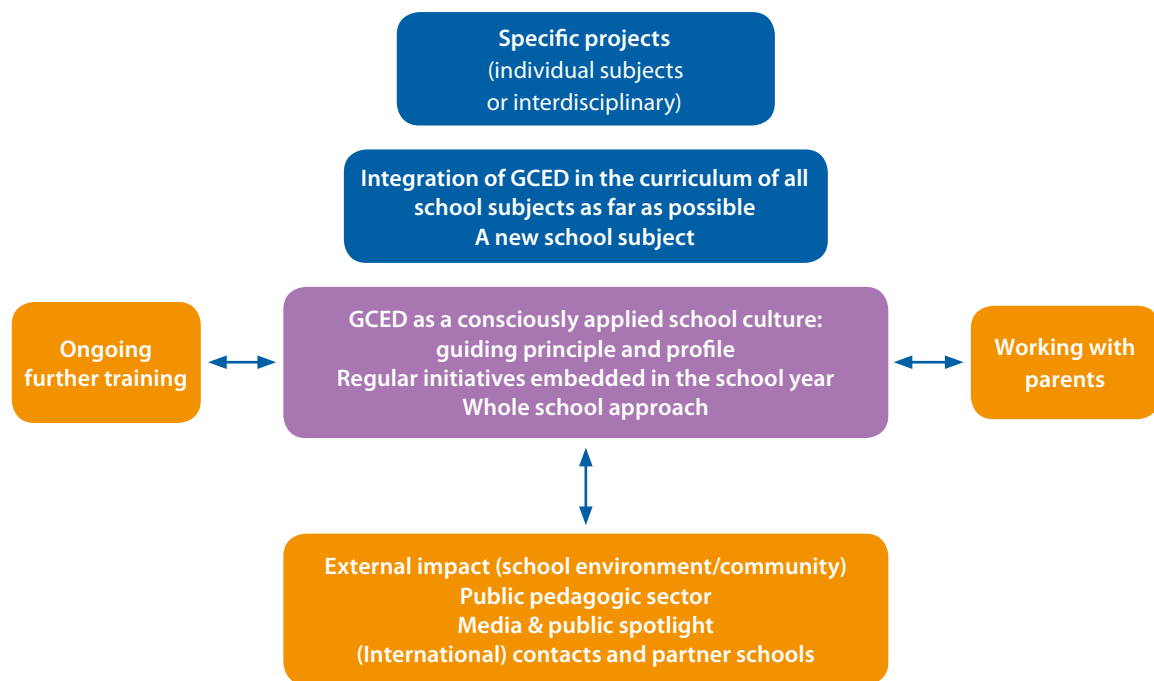 Specific projects
(individual subjects
or interdisciplinary)
Integration of GCED in the curriculum of all
school subjects as far as possible
A new school subject
Ongoing
further training
GCED as a consciously applied school culture:
guiding principle and profile
Regular initiatives embedded in the school year
Whole school approach
Working with
parents
External impact (school environment/community)
Public pedagogic sector
Media & public spotlight
(International) contacts and partner schools